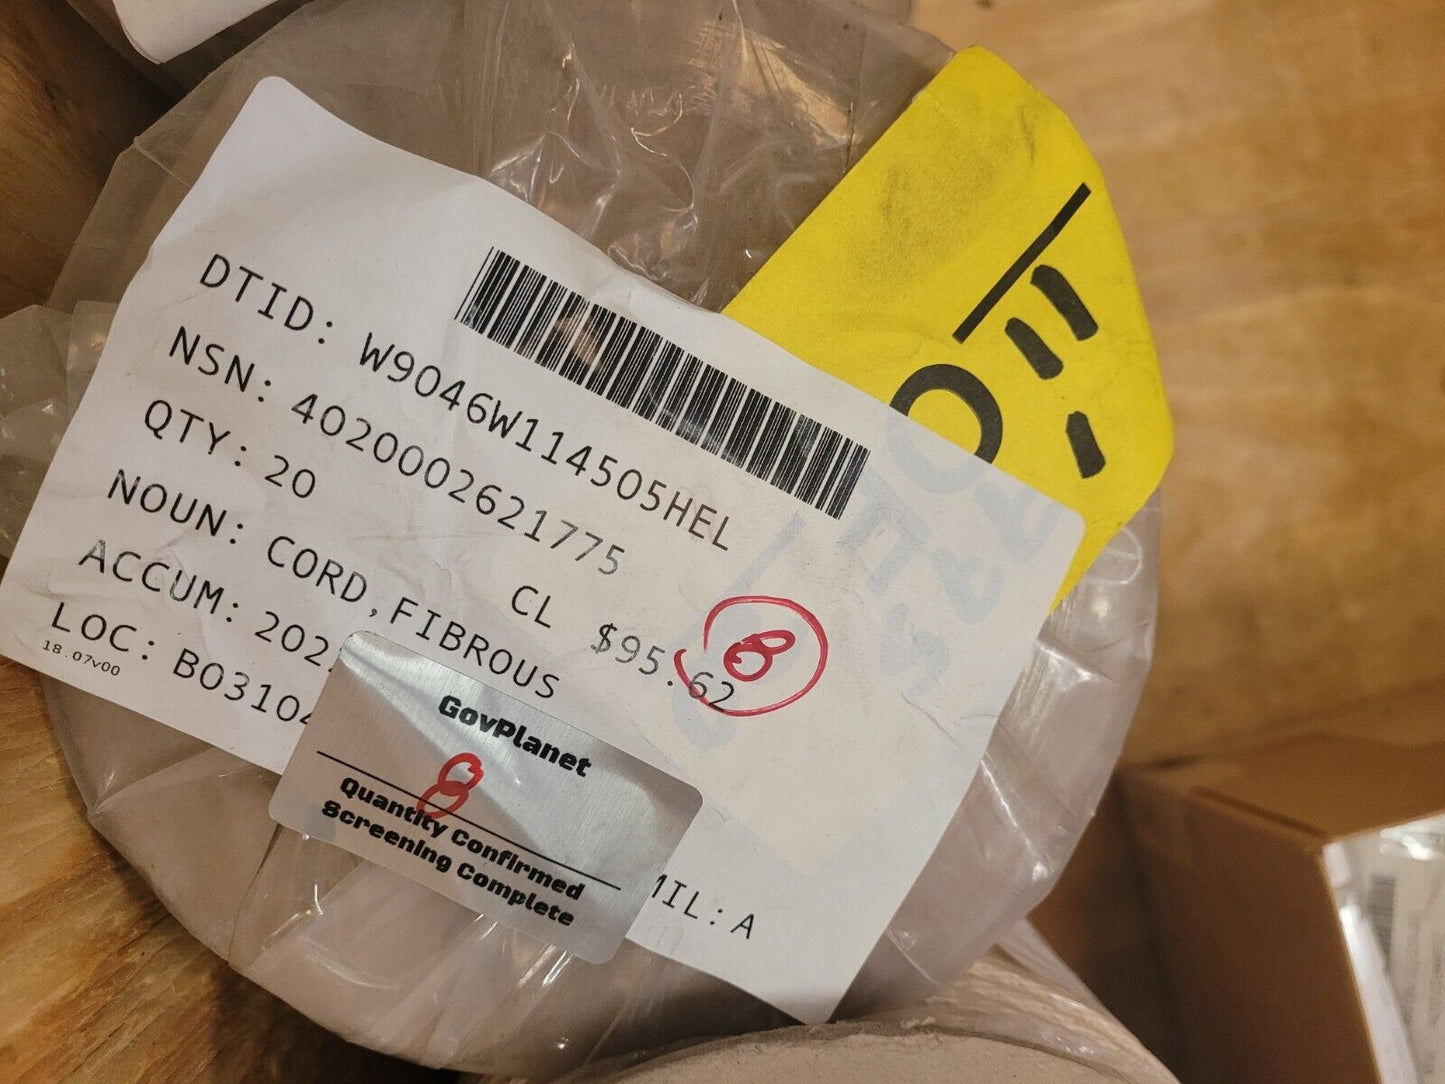 DTID: W9046W114505HEL
NSN: 4020002621775
QTY: 20 CL $95.62
8
NOUN: CORD,FIBROUS
ACCUM: 202
LOC: B0310
18.07v00
MIL: A
GovPlanet
8
Quantity Confirmed
Screening Complete